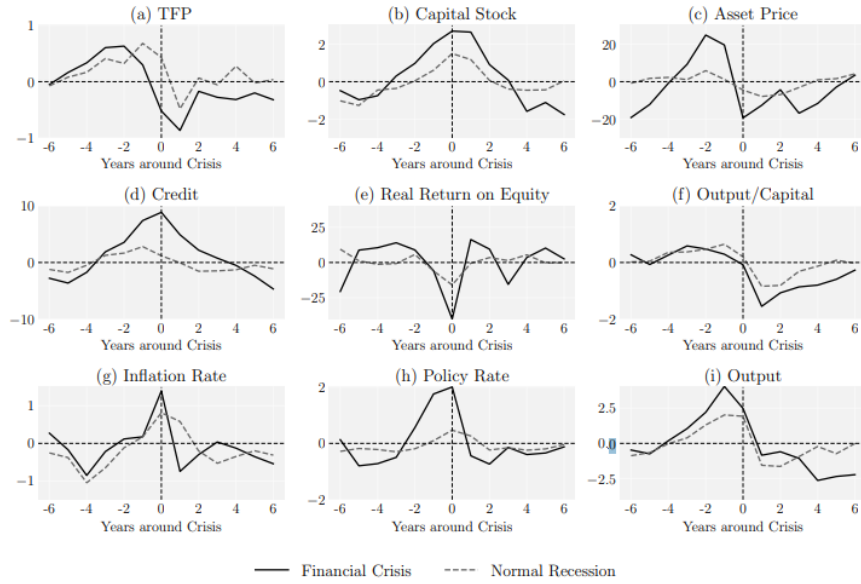 (a) TFP
1
0
−1
-6 -4 -2 0 2 4 6
Years around Crisis
(b) Capital Stock
2
0
−2
-6 -4 -2 0 2 4 6
Years around Crisis
(c) Asset Price
20
0
−20
-6 -4 -2 0 2 4 6
Years around Crisis
(d) Credit
10
0
−10
-6 -4 -2 0 2 4 6
Years around Crisis
(e) Real Return on Equity
25
0
−25
-6 -4 -2 0 2 4 6
Years around Crisis
(f) Output/Capital
2
0
−2
-6 -4 -2 0 2 4 6
Years around Crisis
(g) Inflation Rate
1
0
−1
-6 -4 -2 0 2 4 6
Years around Crisis
(h) Policy Rate
2
0
−2
-6 -4 -2 0 2 4 6
Years around Crisis
(i) Output
2.5
0.0
−2.5
-6 -4 -2 0 2 4 6
Years around Crisis
Financial Crisis Normal Recession